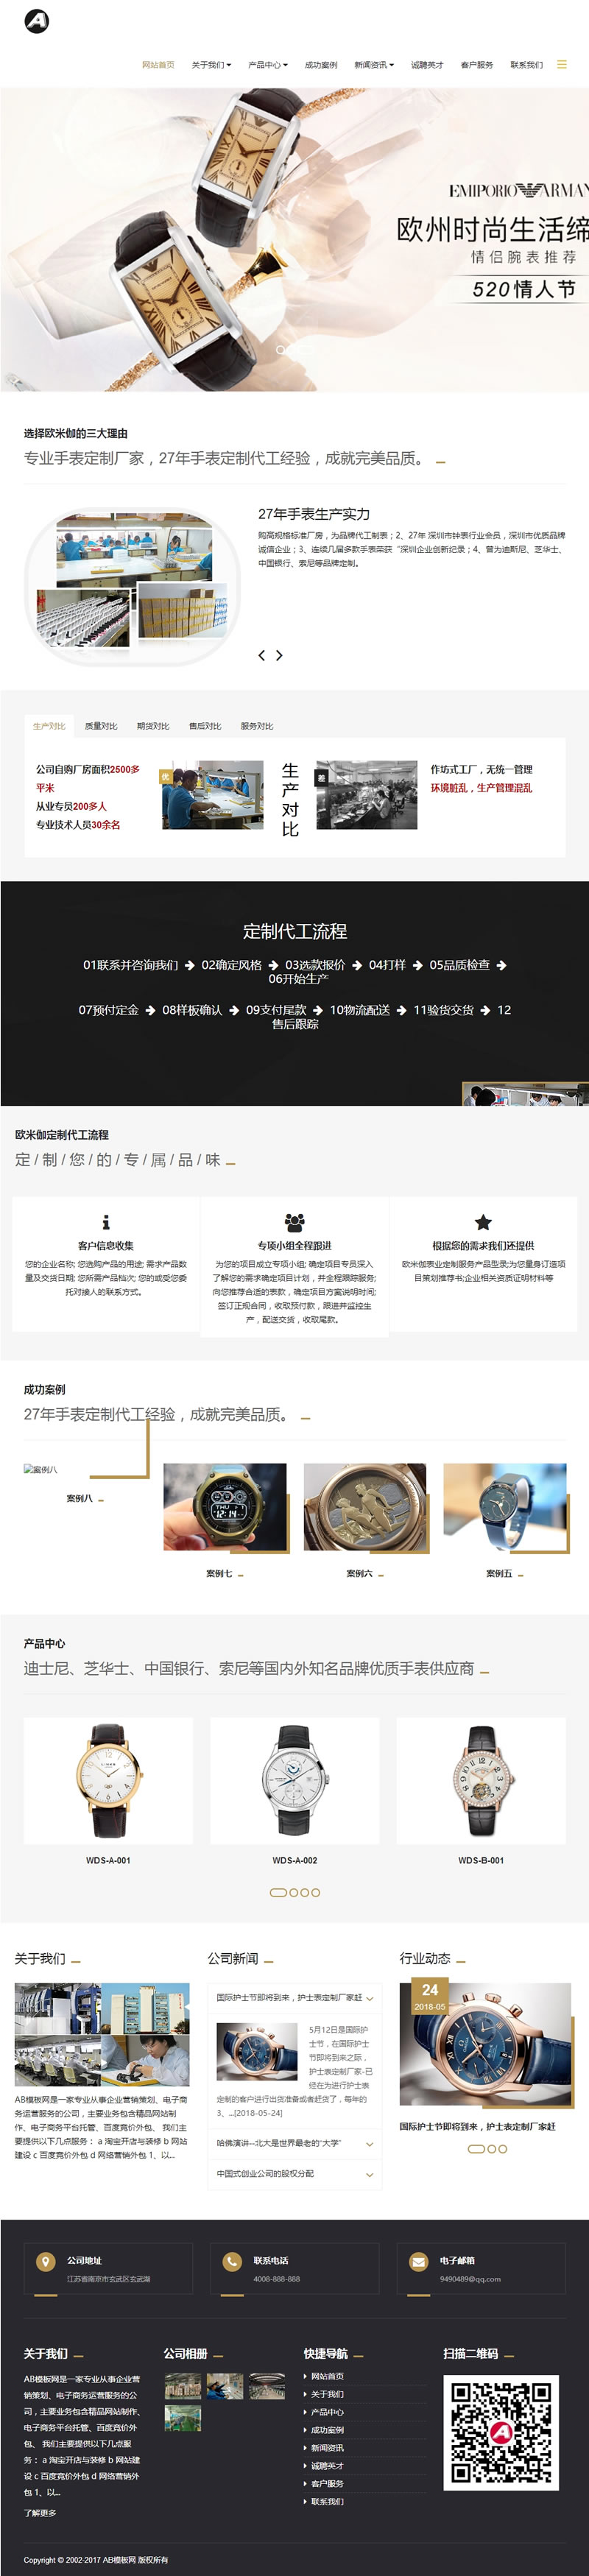 A
网站首页 关于我们 产品中心 成功案例 新闻资讯 诚聘英才 客户服务 联系我们
EMPORIO ARMAN
欧州时尚生活缔
情侣腕表推荐
520情人节
选择欧米伽的三大理由
专业手表定制厂家，27年手表定制代工经验，成就完美品质。
27年手表生产实力
购高规格标准厂房，为品牌代工制表；2、27年 深圳市钟表行业会员，深圳市优质品牌
诚信企业；3、连续几届多款手表荣获“深圳企业创新纪录；4、曾为迪斯尼、芝华士、
中国银行、索尼等品牌定制。
生产对比 质量对比 期货对比 售后对比 服务对比
公司自购厂房面积2500多
平米
从业专员200多人
专业技术人员30余名
优
生产对比
差
作坊式工厂，无统一管理
环境脏乱，生产管理混乱
定制代工流程
01联系并咨询我们 → 02确定风格 → 03选款报价 → 04打样 → 05品质检查 →
06开始生产
07预付定金 → 08样板确认 → 09支付尾款 → 10物流配送 → 11验货交货 → 12
售后跟踪
欧米伽定制代工流程
定 / 制 / 您 / 的 / 专 / 属 / 品 / 味
客户信息收集
您的企业名称; 您选购产品的用途; 需求产品数
量及交货日期; 您所需产品档次; 您的或受您委
托对接人的联系方式。
专项小组全程跟进
为您的项目成立专项小组; 确定项目专员深入
了解您的需求确定项目计划，并全程跟踪服务;
向您推荐合适的表款，确定项目方案说明时间;
签订正规合同，收取预付款，跟进并监控生
产，配送交货，收取尾款。
根据您的需求我们还提供
欧米伽表业定制服务产品型录;为您量身订造项
目策划推荐书;企业相关资质证明材料等
成功案例
27年手表定制代工经验，成就完美品质。
案例八
案例八
THU
12:14
案例七
案例六
案例五
产品中心
迪士尼、芝华士、中国银行、索尼等国内外知名品牌优质手表供应商
WDS-A-001
WDS-A-002
WDS-B-001
关于我们
AB模板网是一家专业从事企业营销策划、电子商
务运营服务的公司，主要业务包含精品网站制
作、电子商务平台托管、百度竞价外包、 我们主
要提供以下几点服务： a 淘宝开店与装修 b 网站
建设 c 百度竞价外包 d 网络营销外包 1、以...
公司新闻
国际护士节即将到来，护士表定制厂家赶
5月12日是国际护
士节，在国际护士
节即将到来之际，
护士表定制厂家-已
经在为进行护士表
定制的客户进行出货准备或者赶货了，每年的
3、...[2018-05-24]
哈佛演讲--北大是世界最老的“大学”
中国式创业公司的股权分配
行业动态
24
2018-05
国际护士节即将到来，护士表定制厂家赶
公司地址
江苏省南京市玄武区玄武湖
联系电话
4008-888-888
电子邮箱
9490489@qq.com
关于我们
AB模板网是一家专业从事企业营
销策划、电子商务运营服务的公
司，主要业务包含精品网站制作、
电子商务平台托管、百度竞价外
包、 我们主要提供以下几点服
务： a 淘宝开店与装修 b 网站建
设 c 百度竞价外包 d 网络营销外
包 1、以...
了解更多
公司相册
快捷导航
网站首页
关于我们
产品中心
成功案例
新闻资讯
诚聘英才
客户服务
联系我们
扫描二维码
A
Copyright © 2002-2017 AB模板网 版权所有